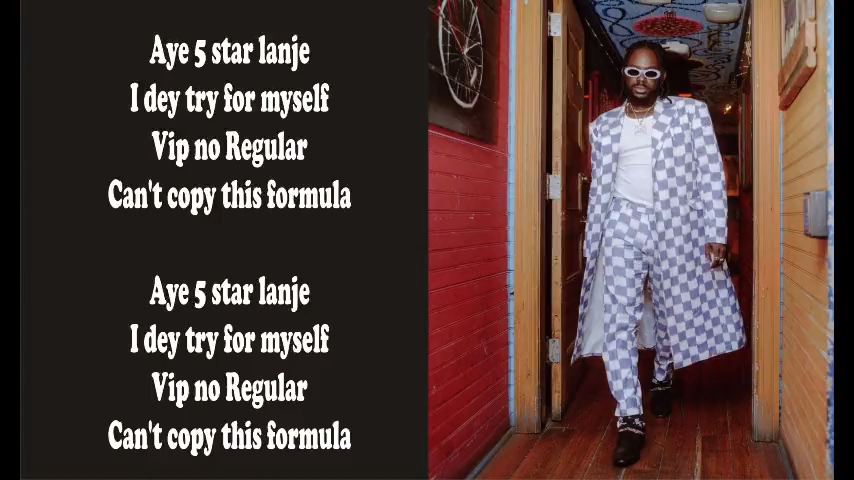 Aye 5 star lanje
I dey try for myself
Vip no Regular
Can't copy this formula
Aye 5 star lanje
I dey try for myself
Vip no Regular
Can't copy this formula